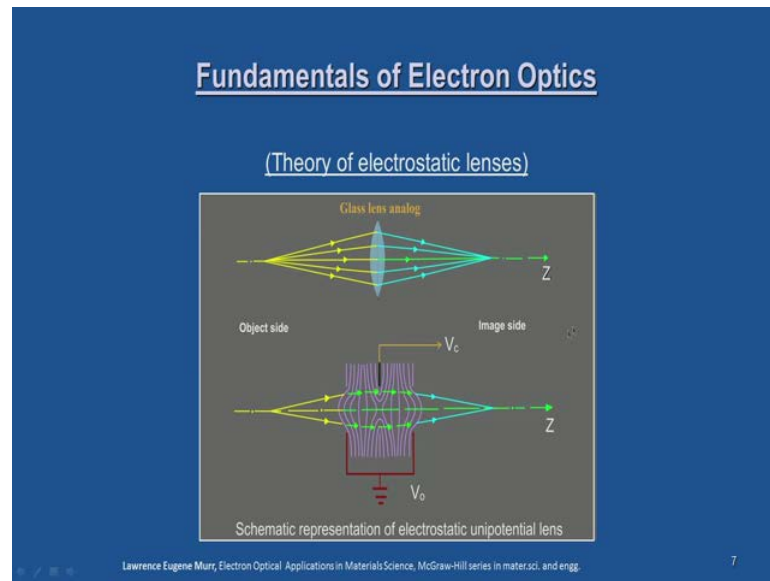 Fundamentals of Electron Optics
(Theory of electrostatic lenses)
Glass lens analog
Z
Object side
Image side
Vc
Z
Vo
Schematic representation of electrostatic unipotential lens
Lawrence Eugene Murr, Electron Optical Applications in Materials Science, McGraw-Hill series in mater.sci. and engg.
7